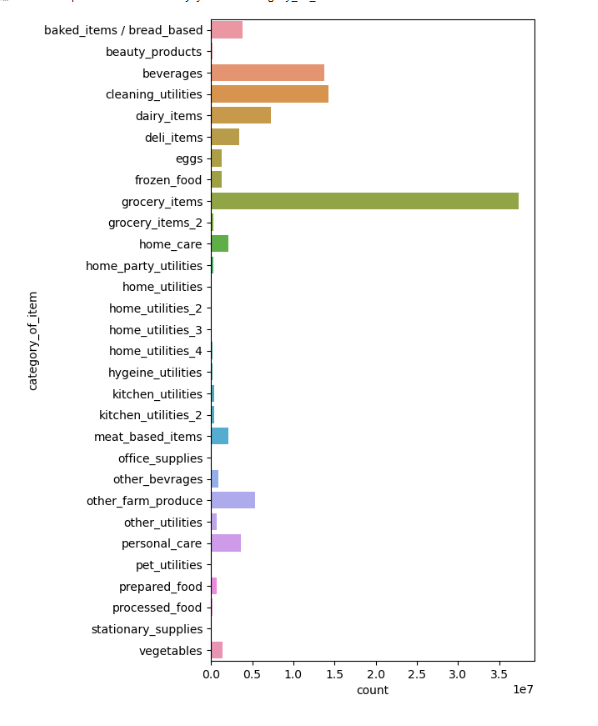 baked_items / bread_based
beauty_products
beverages
cleaning_utilities
dairy_items
deli_items
eggs
frozen_food
grocery_items
grocery_items_2
home_care
home_party_utilities
home_utilities
home_utilities_2
home_utilities_3
home_utilities_4
hygeine_utilities
kitchen_utilities
kitchen_utilities_2
meat_based_items
office_supplies
other_bevrages
other_farm_produce
other_utilities
personal_care
pet_utilities
prepared_food
processed_food
stationary_supplies
vegetables
category_of_item
0.0 0.5 1.0 1.5 2.0 2.5 3.0 3.5
count
1e7